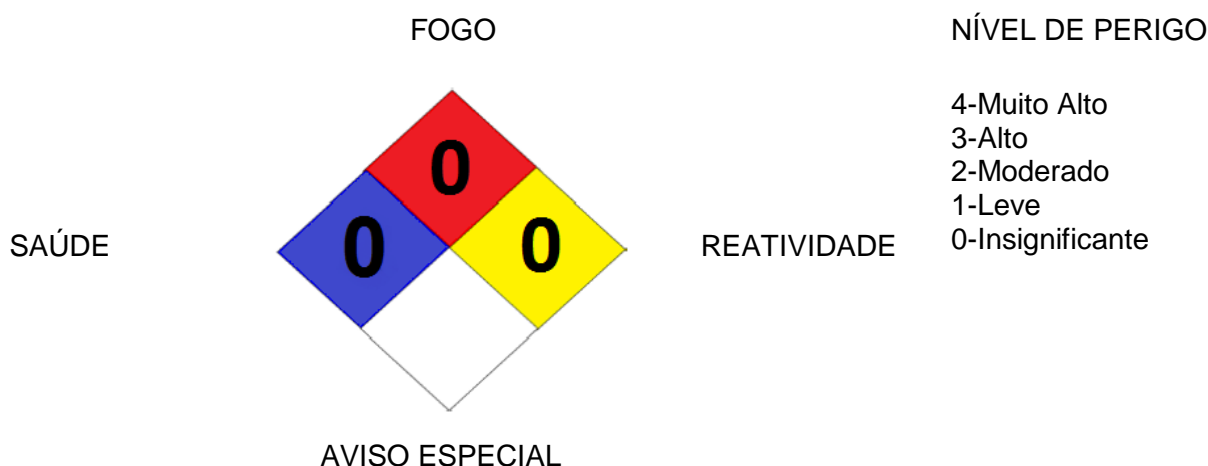 FOGO
NÍVEL DE PERIGO
4-Muito Alto
3-Alto
2-Moderado
1-Leve
0-Insignificante
0
SAÚDE
0
0
REATIVIDADE
AVISO ESPECIAL